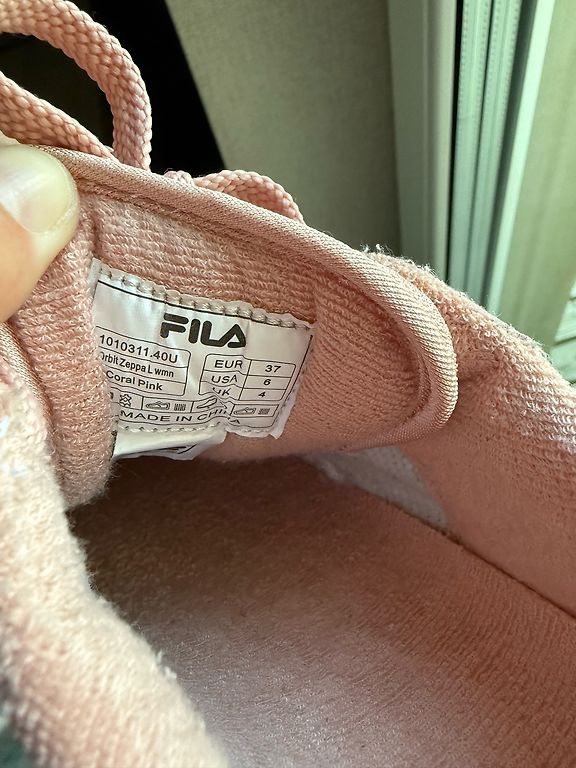 FILA
1010311.40U
Orbit Zeppa L wmn
Coral Pink
EUR 37
USA 6
UK 4
MADE IN CHINA